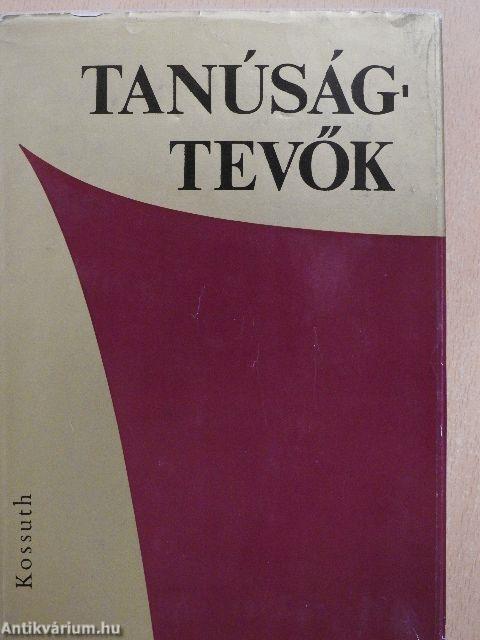 TANÚSÁG-
TEVŐK
Kossuth
Antikvárium.hu